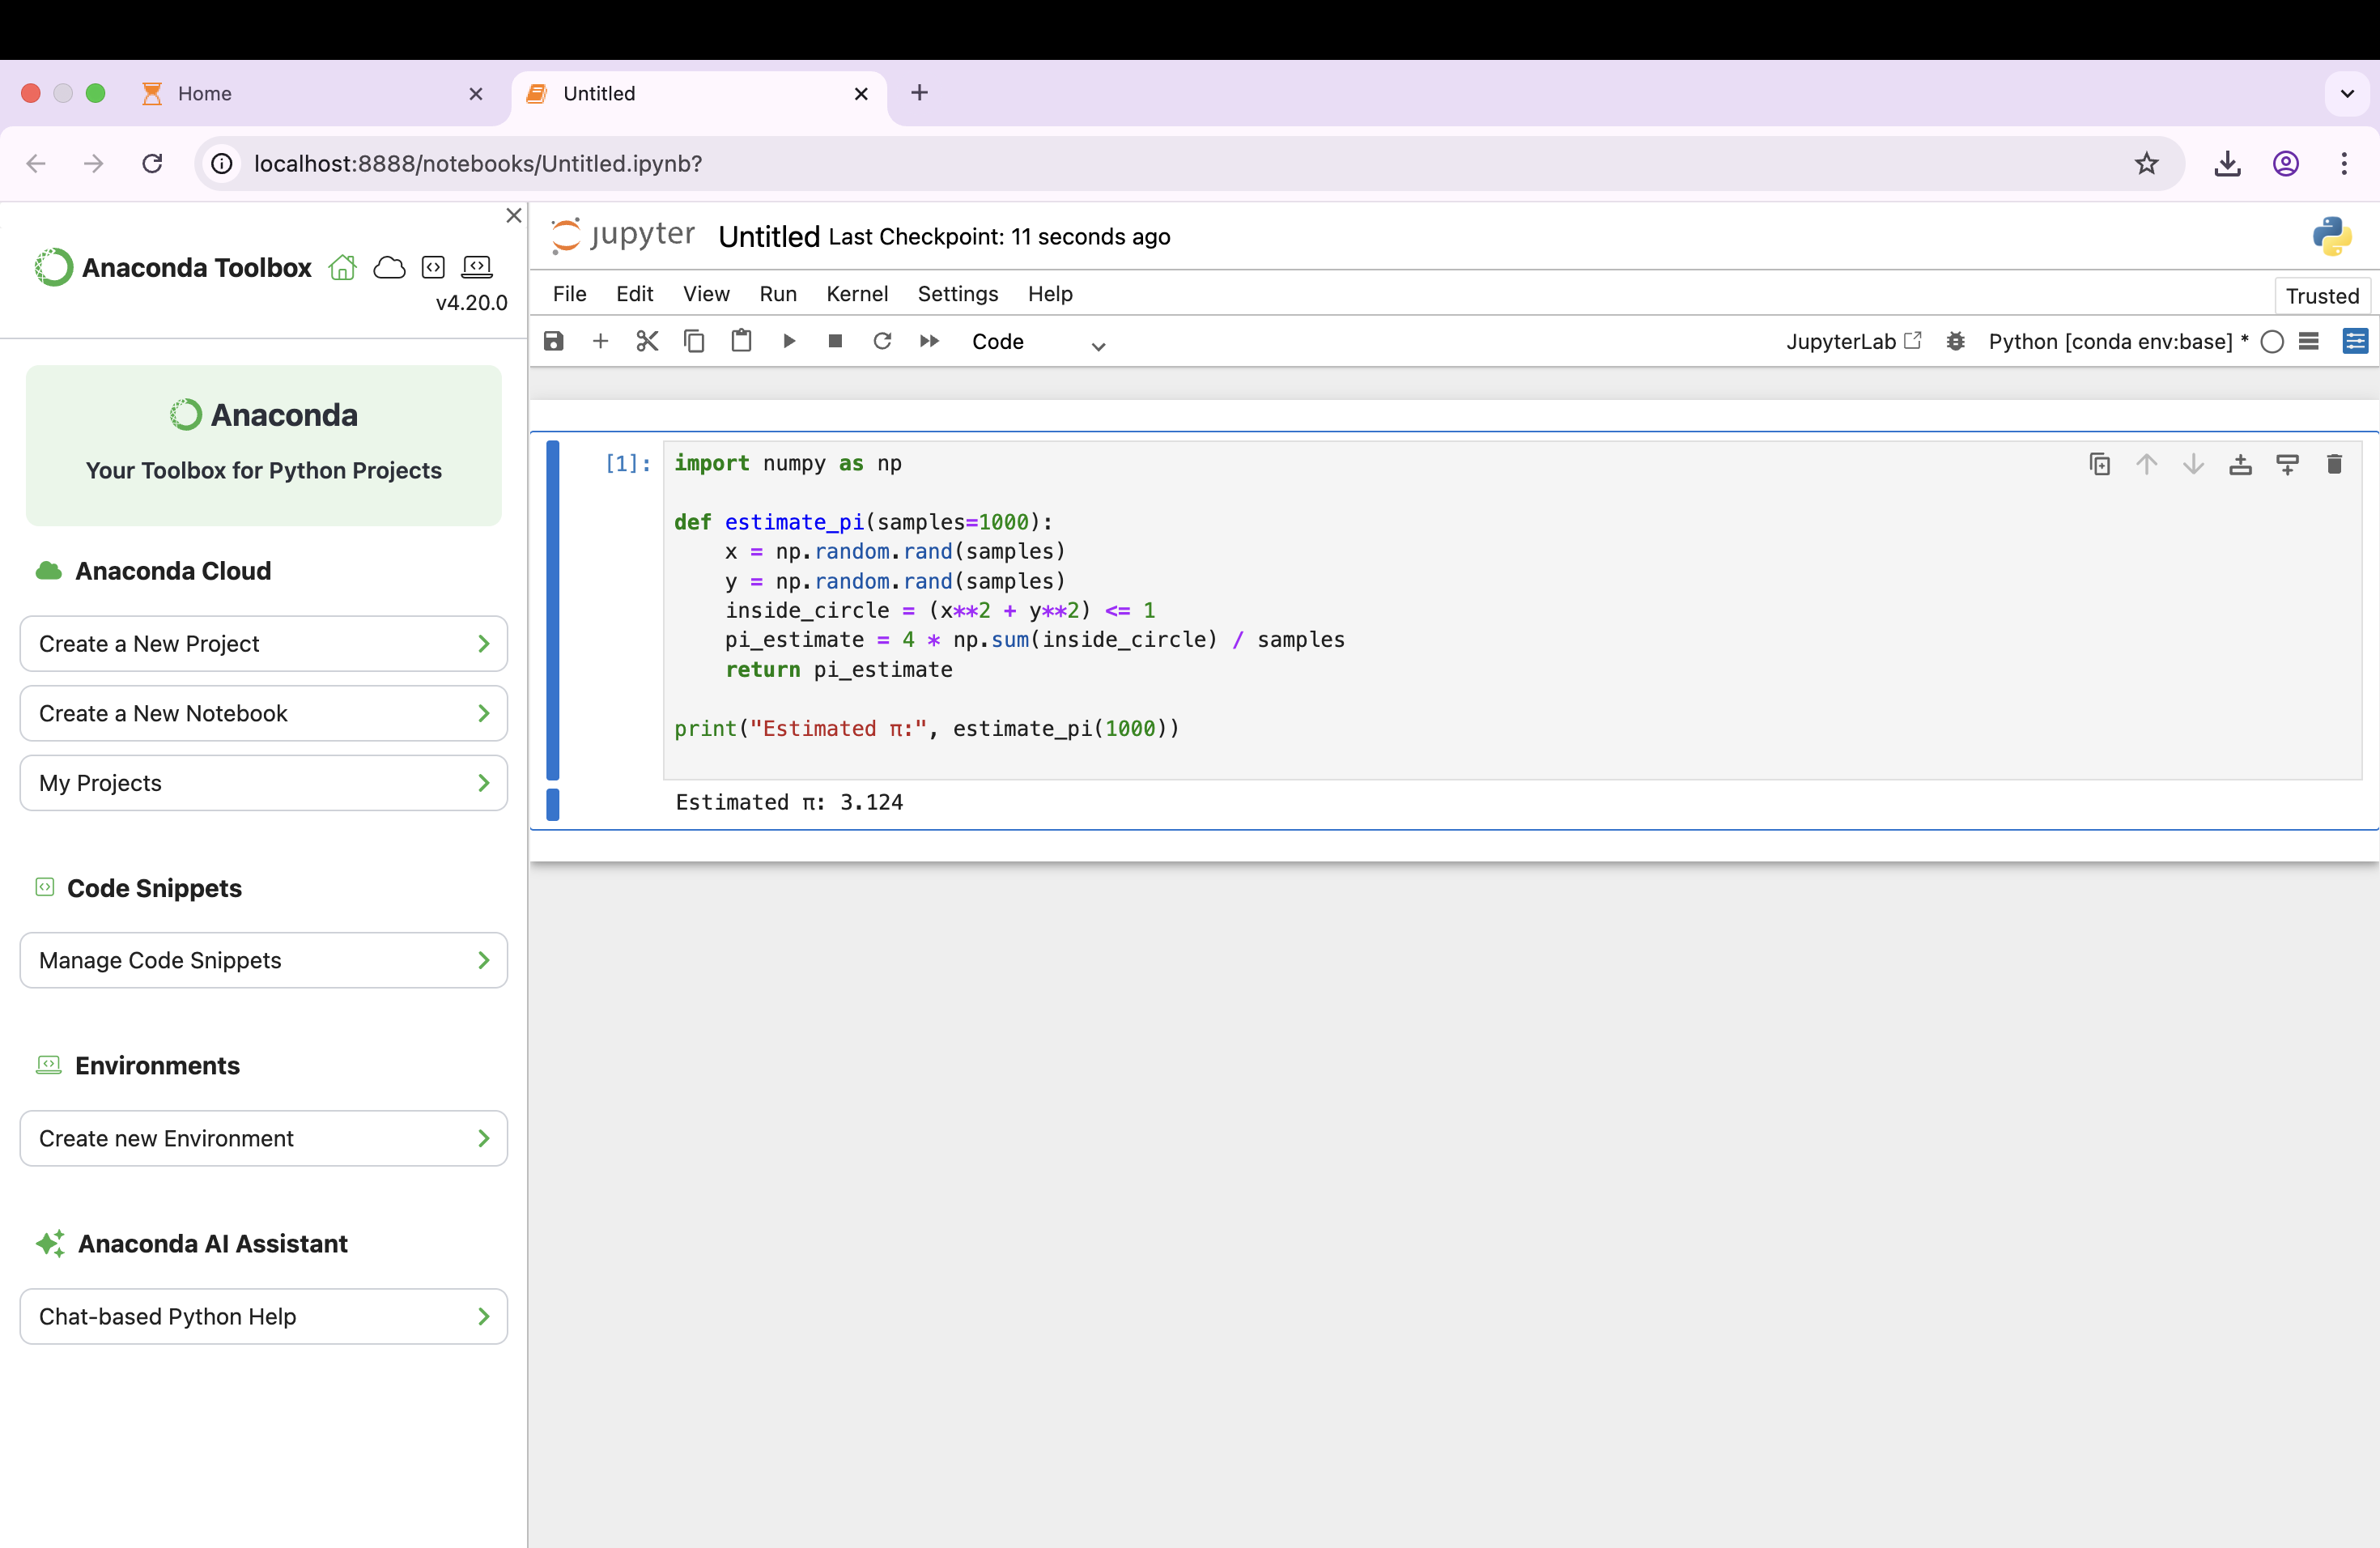 Home
Untitled
localhost:8888/notebooks/Untitled.ipynb?
Anaconda Toolbox
v4.20.0
Anaconda
Your Toolbox for Python Projects
Anaconda Cloud
Create a New Project
Create a New Notebook
My Projects
Code Snippets
Manage Code Snippets
Environments
Create new Environment
Anaconda AI Assistant
Chat-based Python Help
jupyter Untitled Last Checkpoint: 11 seconds ago
File Edit View Run Kernel Settings Help
Trusted
Code
JupyterLab Python [conda env:base] *
[1]: import numpy as np
def estimate_pi(samples=1000):
    x = np.random.rand(samples)
    y = np.random.rand(samples)
    inside_circle = (x**2 + y**2) <= 1
    pi_estimate = 4 * np.sum(inside_circle) / samples
    return pi_estimate
print("Estimated π:", estimate_pi(1000))
Estimated π: 3.124